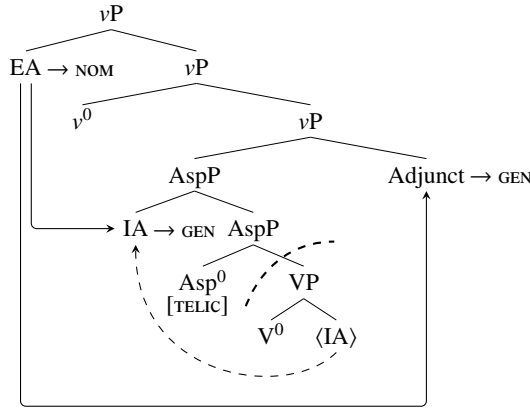 vP
EA → NOM vP
v⁰ vP
AspP Adjunct → GEN
IA → GEN AspP
Asp⁰ VP
[TELIC]
V⁰ ⟨IA⟩